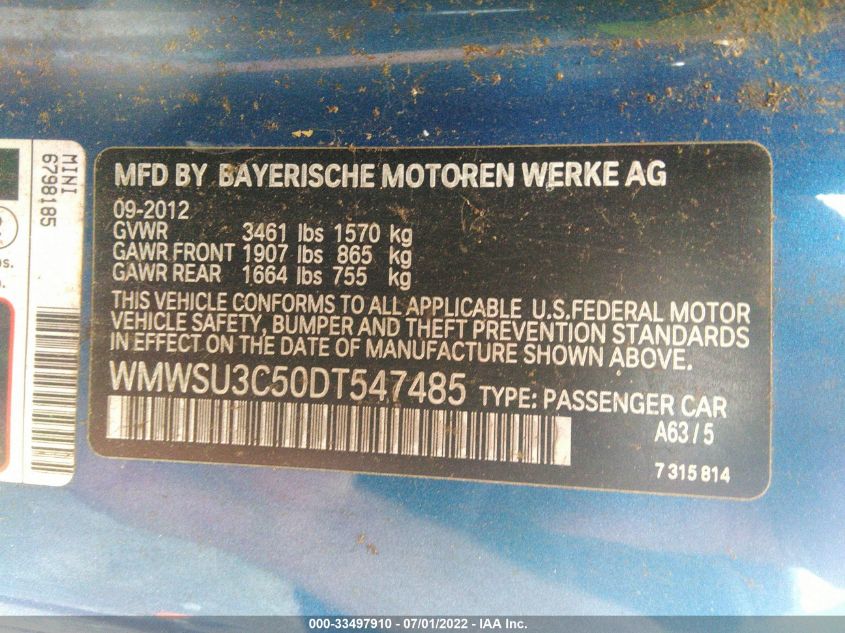 MINI
6798185
MFD BY BAYERISCHE MOTOREN WERKE AG
09-2012
GVWR 3461 lbs 1570 kg
GAWR FRONT 1907 lbs 865 kg
GAWR REAR 1664 lbs 755 kg
THIS VEHICLE CONFORMS TO ALL APPLICABLE U.S.FEDERAL MOTOR
VEHICLE SAFETY, BUMPER AND THEFT PREVENTION STANDARDS
IN EFFECT ON THE DATE OF MANUFACTURE SHOWN ABOVE.
WMWSU3C50DT547485 TYPE: PASSENGER CAR
A63 / 5
7 315 814
000-33497910 - 07/01/2022 - IAA Inc.